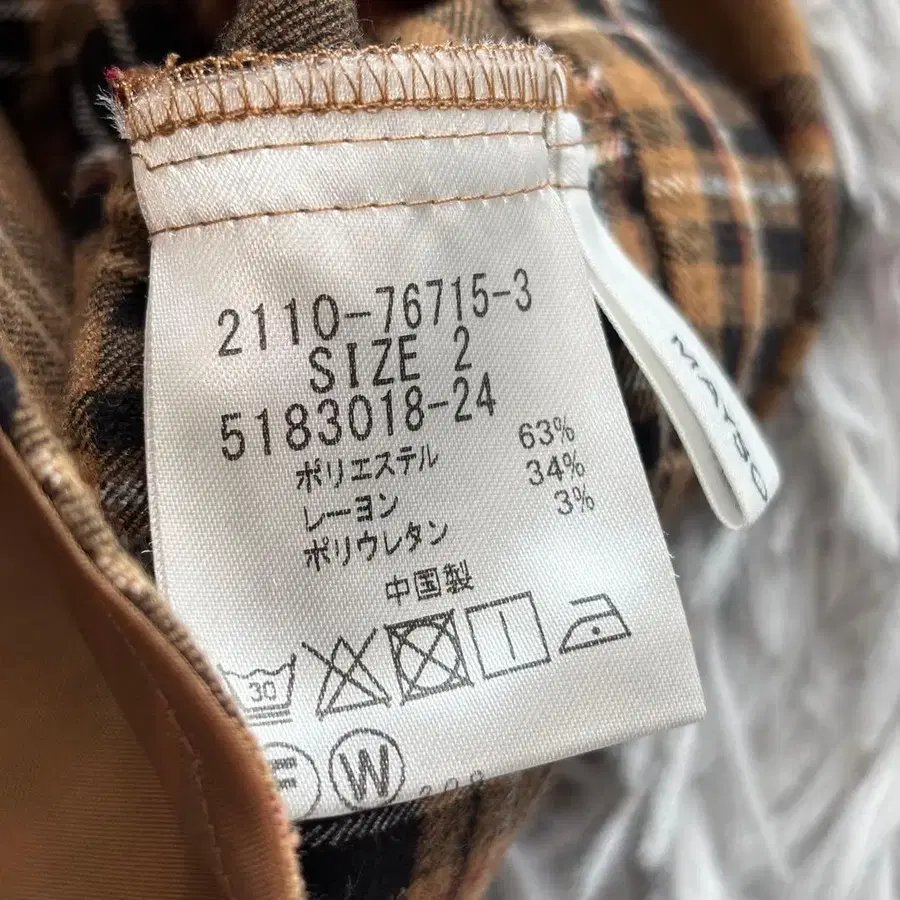 2110-76715-3
SIZE 2
5183018-24
ポリエステル 63%
レーヨン 34%
ポリウレタン 3%
中国製
30
F W
MAYSO